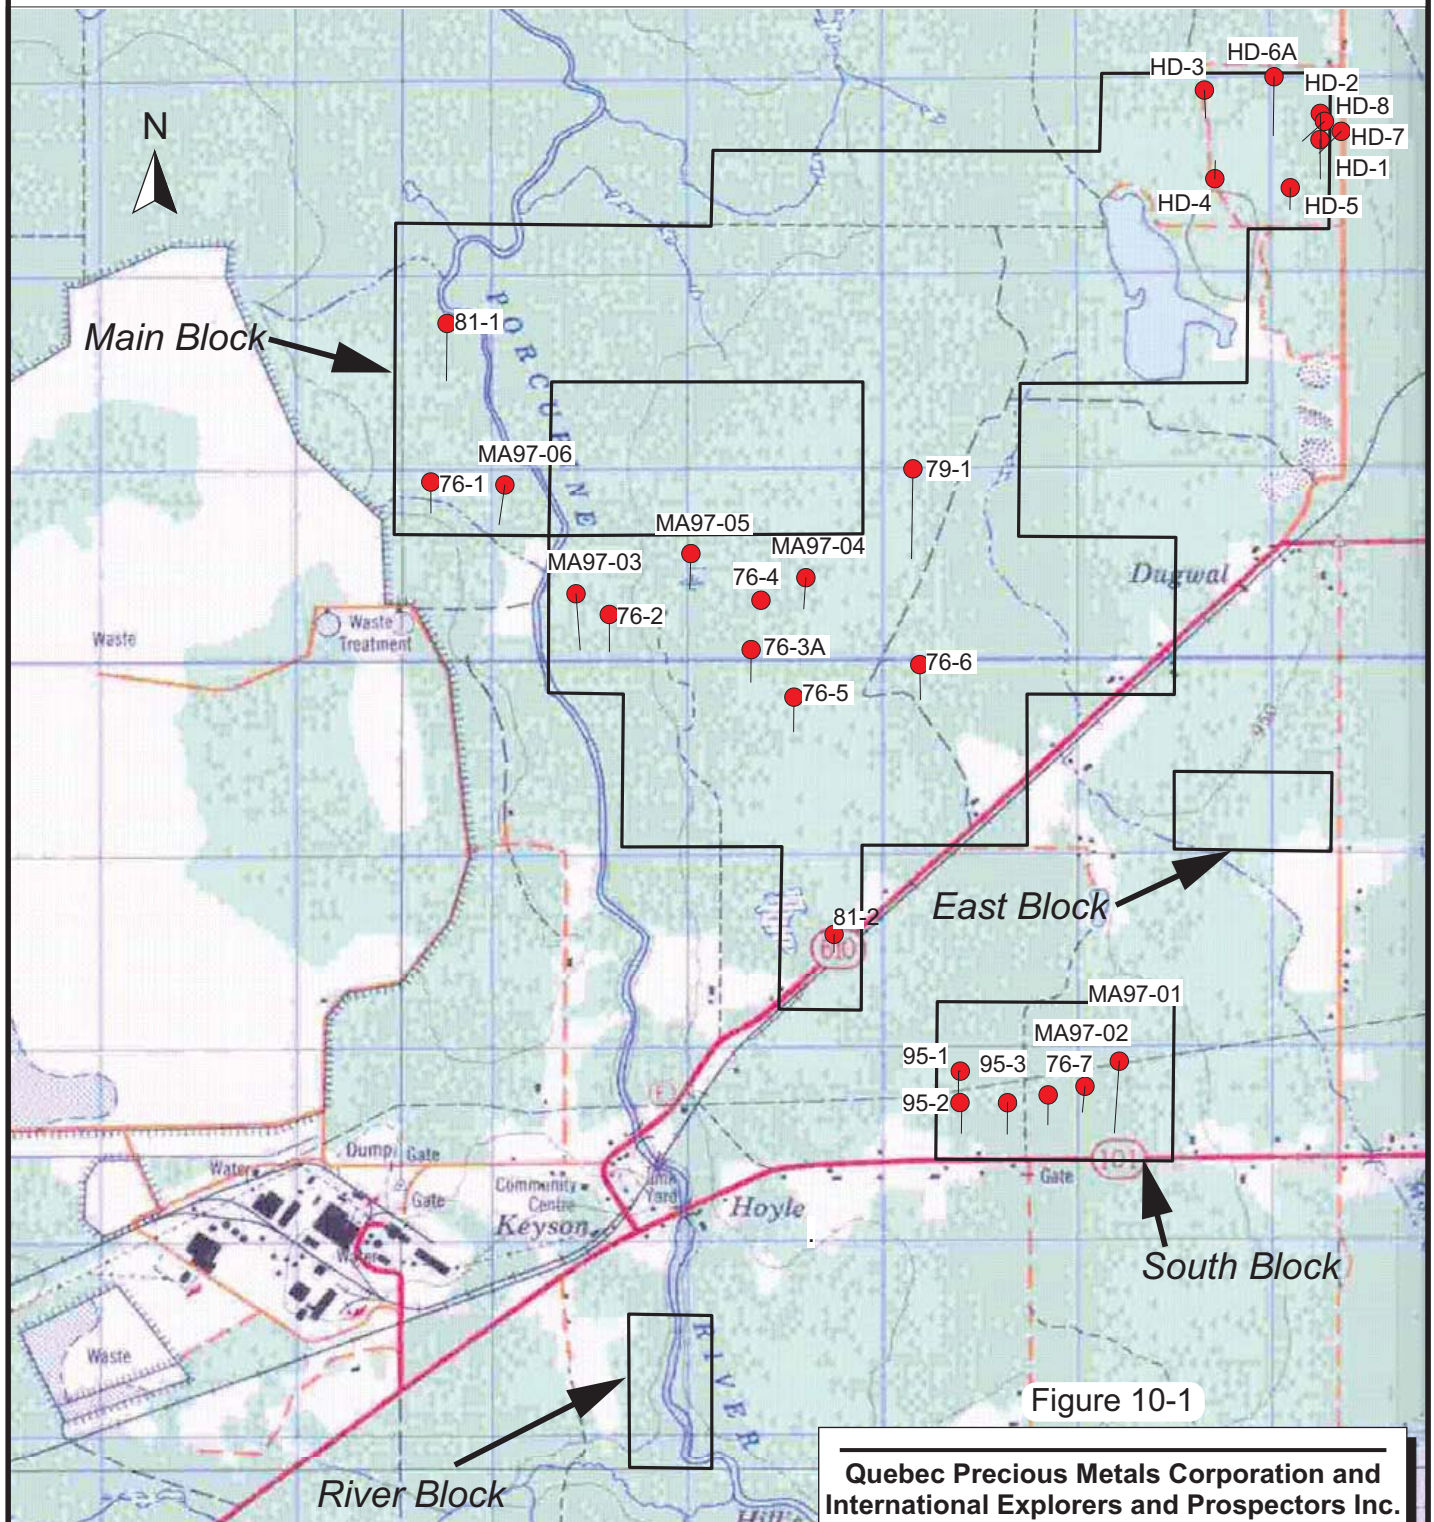 HD-6A
HD-3
HD-2
HD-8
HD-7
HD-1
HD-4
HD-5
N
Main Block
81-1
PORCUPINE
MA97-06
76-1
79-1
MA97-05
MA97-04
MA97-03
76-4
76-2
76-3A
76-6
76-5
Dugwal
Waste
Waste
Treatment
950
East Block
81-2
610
MA97-01
MA97-02
95-1
95-3
76-7
95-2
101
Gate
Dump
Gate
Water
Gate
Community
Centre
Yard
Keyson
Hoyle
Water
South Block
Waste
RIVER
River Block
Figure 10-1
Quebec Precious Metals Corporation and
International Explorers and Prospectors Inc.